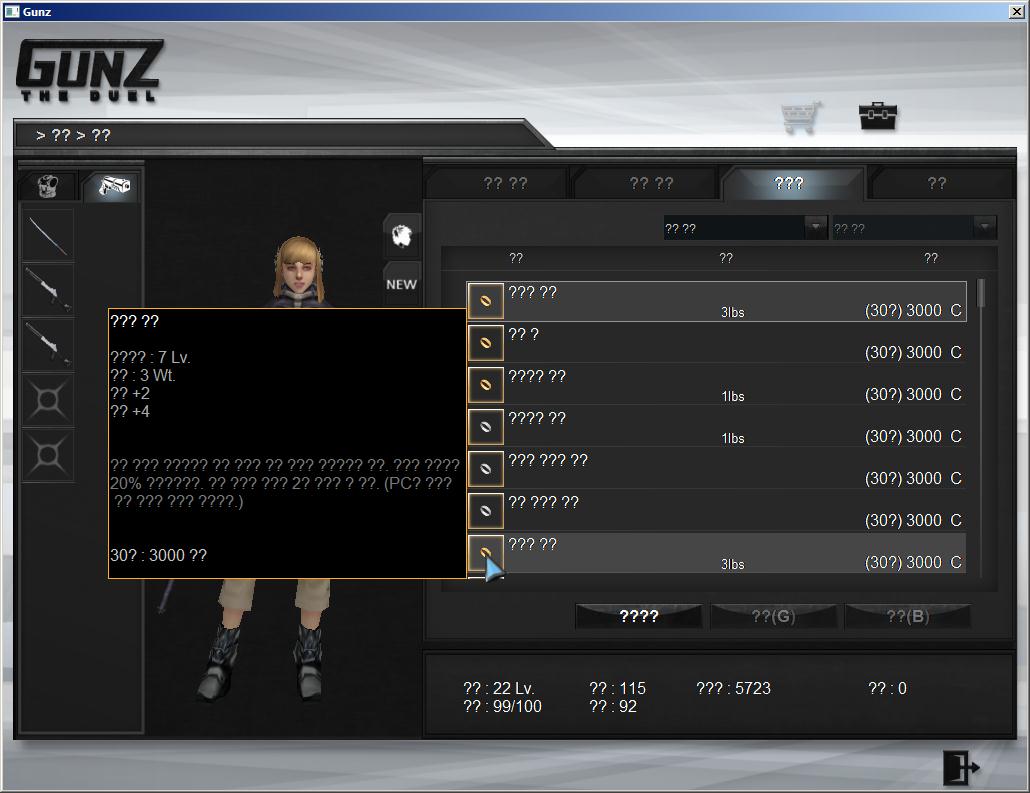 Gunz
GUNZ
THE DUEL
> ?? > ??
?? ??
?? ??
???
??
?? ??
?? ??
??
??
??
NEW
??? ??
3lbs
(30?) 3000 C
?? ?
(30?) 3000 C
???? ??
1lbs
(30?) 3000 C
???? ??
1lbs
(30?) 3000 C
??? ??? ??
(30?) 3000 C
?? ??? ??
(30?) 3000 C
??? ??
3lbs
(30?) 3000 C
??? ??
???? : 7 Lv.
?? : 3 Wt.
?? +2
?? +4
?? ??? ????? ?? ??? ?? ??? ????? ??. ??? ????
20% ??????. ?? ??? ??? 2? ??? ? ??. (PC? ???
?? ??? ??? ????.)
30? : 3000 ??
????
??(G)
??(B)
?? : 22 Lv.
?? : 115
??? : 5723
?? : 0
?? : 99/100
?? : 92